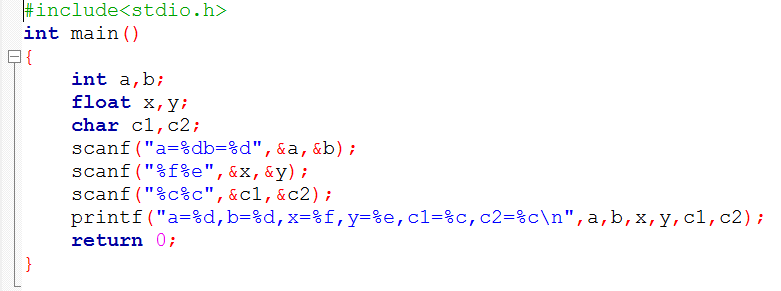 #include<stdio.h>
int main()
{
    int a,b;
    float x,y;
    char c1,c2;
    scanf("a=%db=%d",&a,&b);
    scanf("%f%e",&x,&y);
    scanf("%c%c",&c1,&c2);
    printf("a=%d,b=%d,x=%f,y=%e,c1=%c,c2=%c\n",a,b,x,y,c1,c2);
    return 0;
}